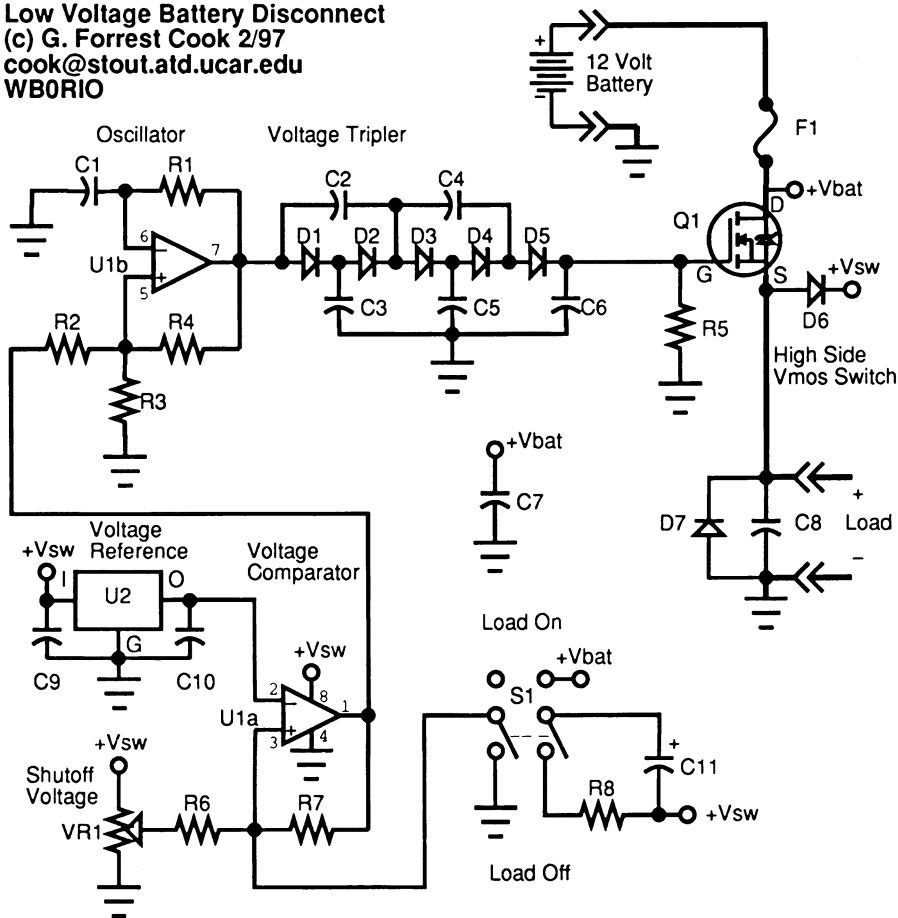 Low Voltage Battery Disconnect
(c) G. Forrest Cook 2/97
cook@stout.atd.ucar.edu
WB0RIO
+
12 Volt
Battery
–
F1
Oscillator
Voltage Tripler
C1
R1
C2
C4
+Vbat
D
Q1
6
–
7
U1b
+
5
D1
D2
D3
D4
D5
G
S
+Vsw
D6
C3
C5
C6
R5
R2
R4
R3
High Side
Vmos Switch
+Vbat
C7
D7
C8
+
Load
–
Voltage
Reference
+Vsw
I
U2
O
G
C9
C10
Voltage
Comparator
+Vsw
2
–
8
1
U1a
+
3
4
Load On
+Vbat
S1
+
C11
R8
+Vsw
Load Off
+Vsw
Shutoff
Voltage
VR1
R6
R7